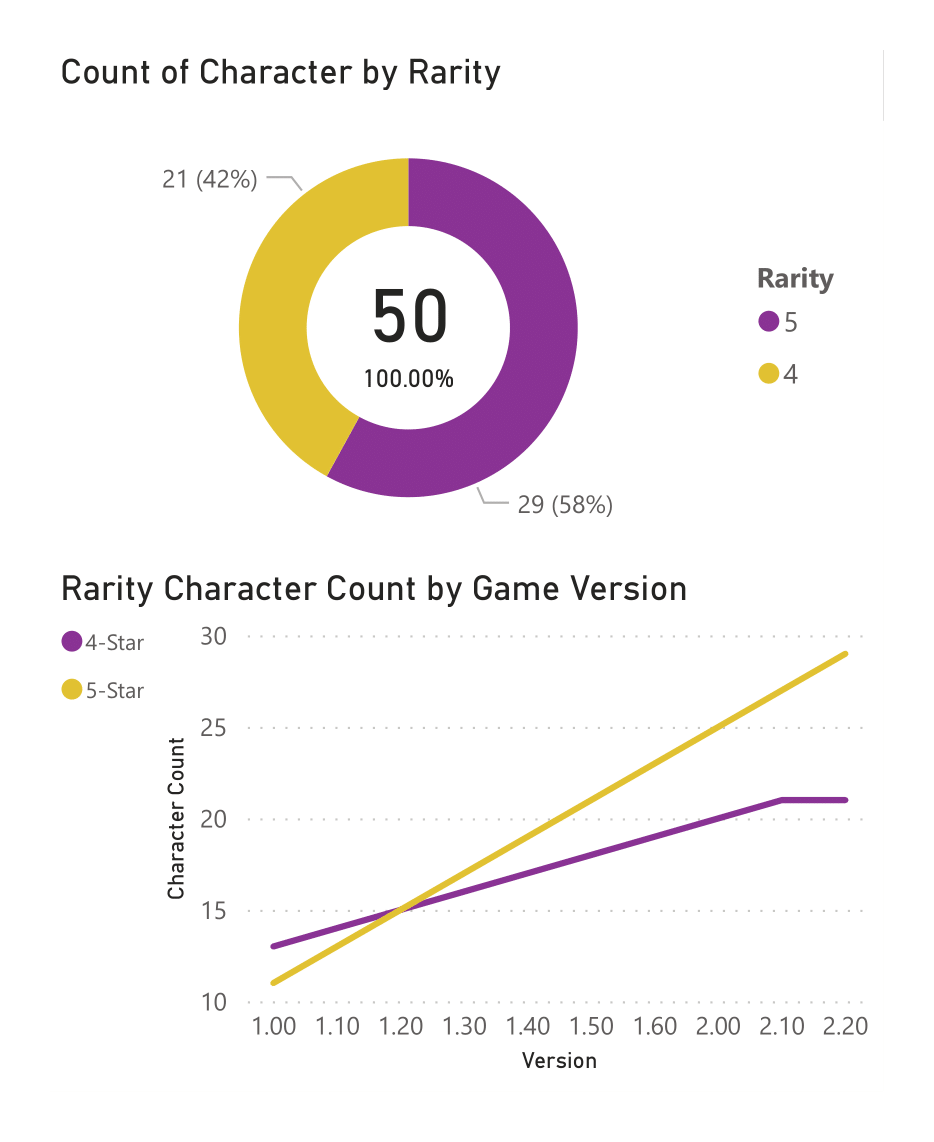 Count of Character by Rarity
21 (42%)
50
100.00%
29 (58%)
Rarity
5
4
Rarity Character Count by Game Version
4-Star
5-Star
Character Count
30
25
20
15
10
1.00 1.10 1.20 1.30 1.40 1.50 1.60 2.00 2.10 2.20
Version